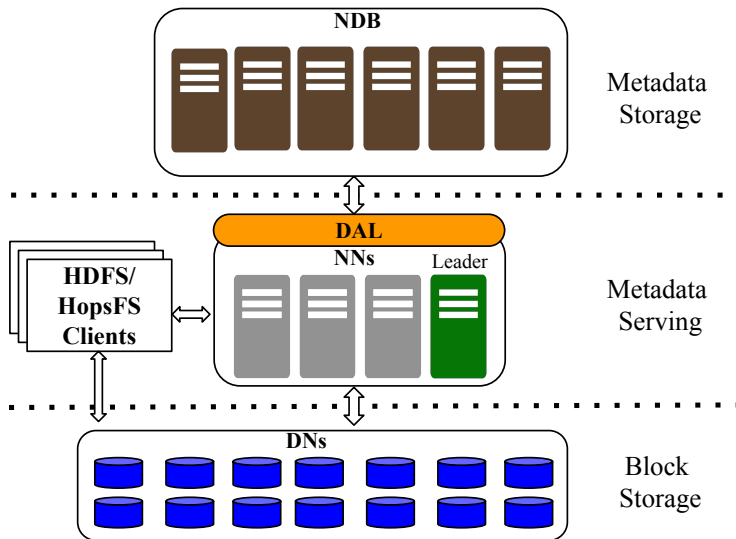 NDB
Metadata
Storage
DAL
NNs
Leader
HDFS/
HopsFS
Clients
Metadata
Serving
DNs
Block
Storage